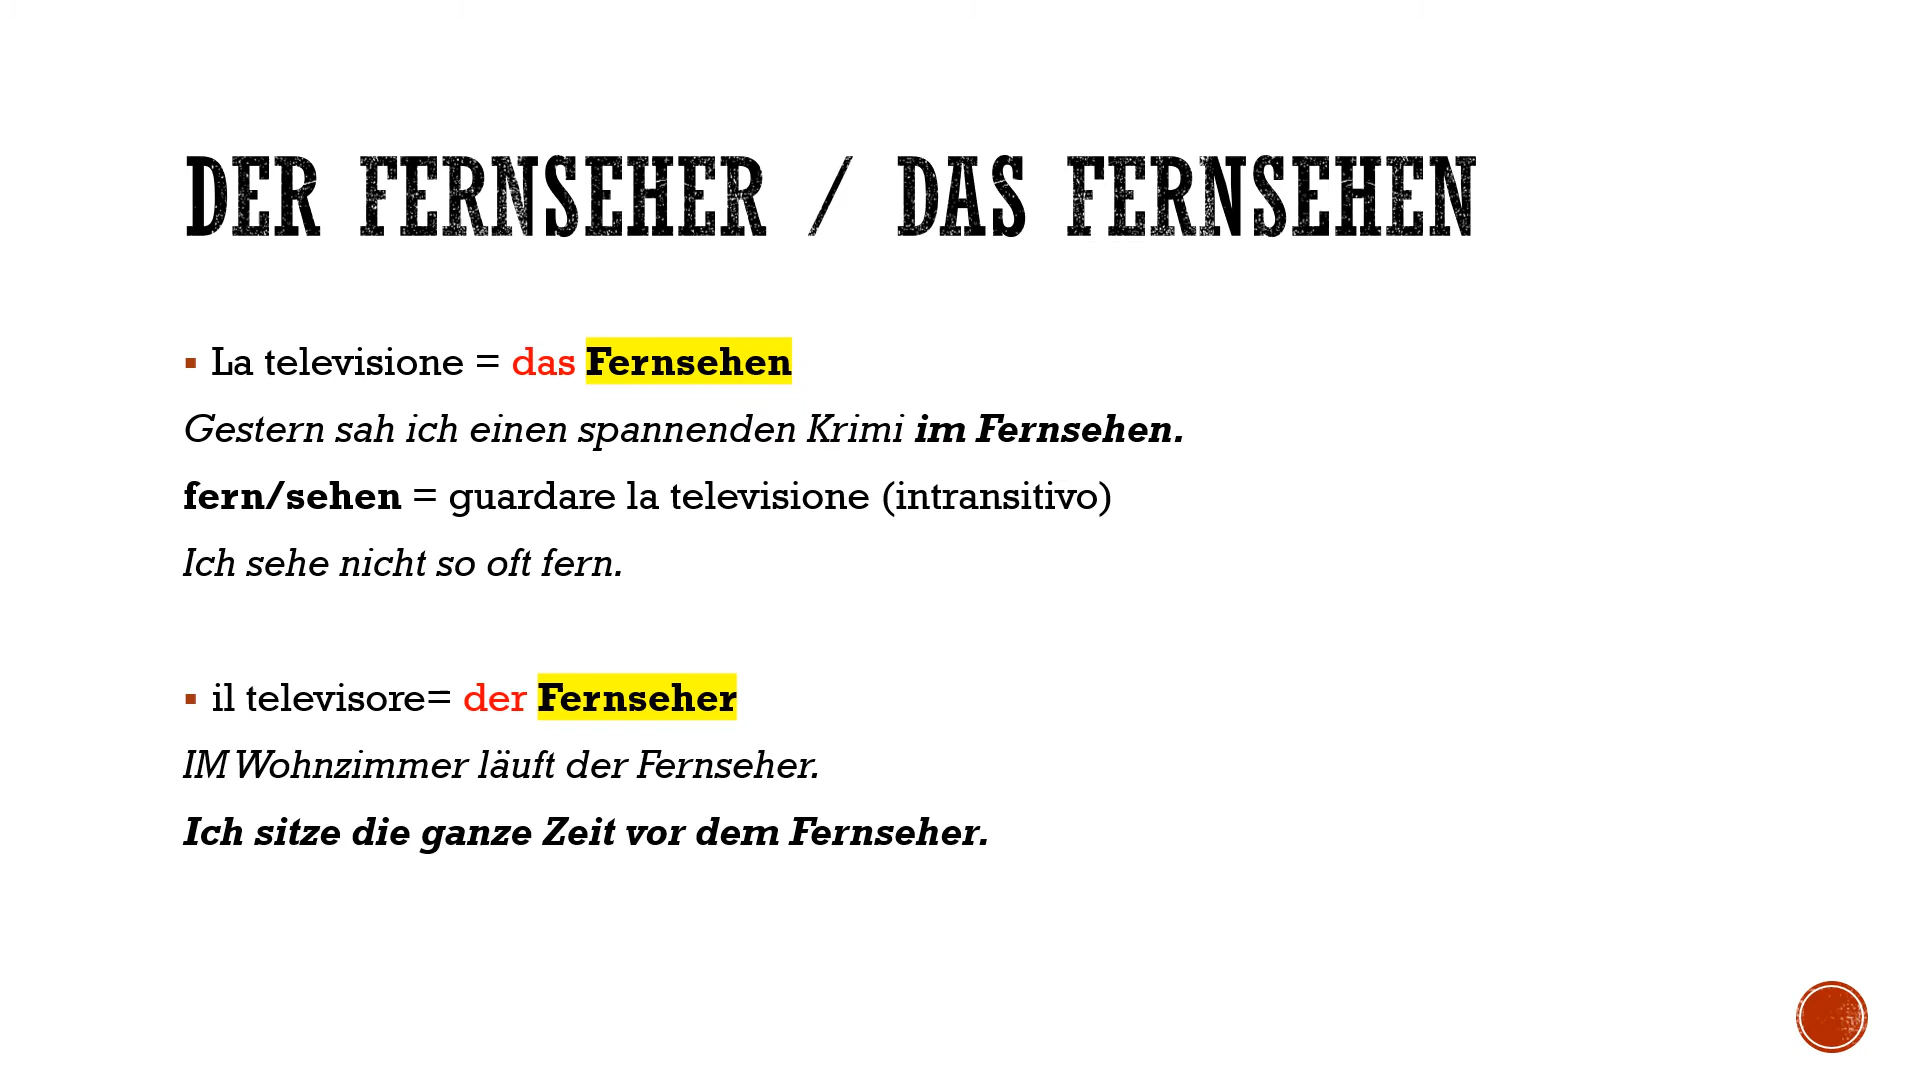 DER FERNSEHER / DAS FERNSEHEN
▪ La televisione = das Fernsehen
Gestern sah ich einen spannenden Krimi im Fernsehen.
fern/sehen = guardare la televisione (intransitivo)
Ich sehe nicht so oft fern.
▪ il televisore= der Fernseher
IM Wohnzimmer läuft der Fernseher.
Ich sitze die ganze Zeit vor dem Fernseher.